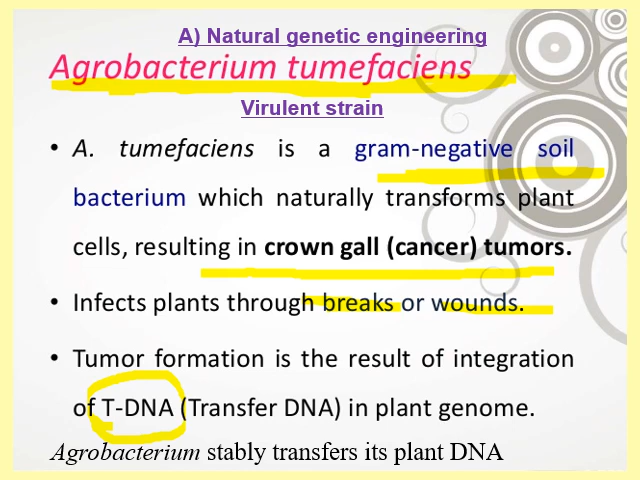 A) Natural genetic engineering
Agrobacterium tumefaciens
Virulent strain
• A. tumefaciens is a gram-negative soil
bacterium which naturally transforms plant
cells, resulting in crown gall (cancer) tumors.
• Infects plants through breaks or wounds.
• Tumor formation is the result of integration
of T-DNA (Transfer DNA) in plant genome.
Agrobacterium stably transfers its plant DNA